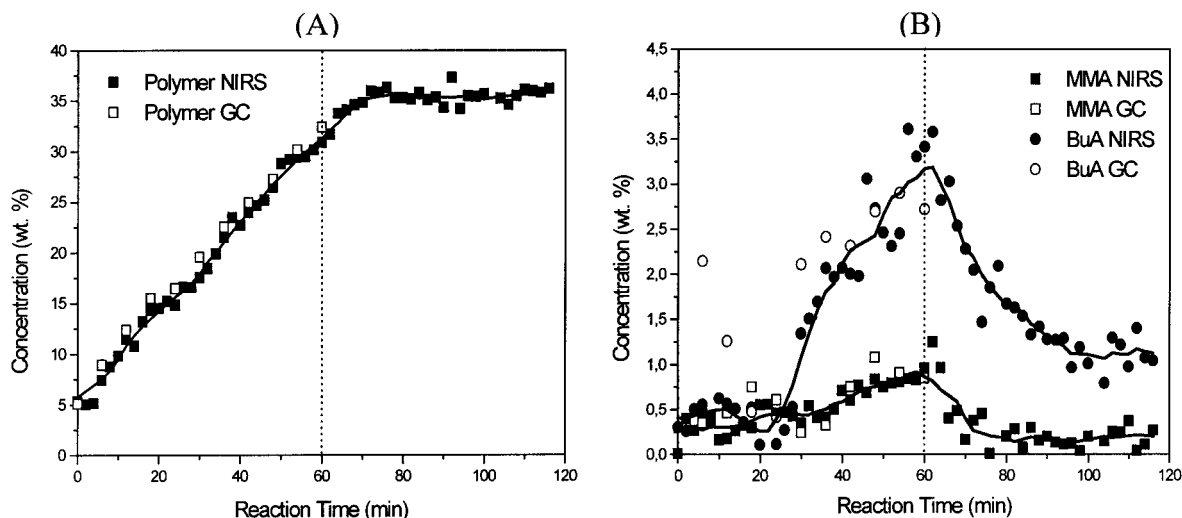 (A)
(B)
40
35
30
25
20
15
10
5
0
Concentration (wt. %)
Polymer NIRS
Polymer GC
0 20 40 60 80 100 120
Reaction Time (min)
4,5
4,0
3,5
3,0
2,5
2,0
1,5
1,0
0,5
0,0
Concentration (wt. %)
MMA NIRS
MMA GC
BuA NIRS
BuA GC
0 20 40 60 80 100 120
Reaction Time (min)